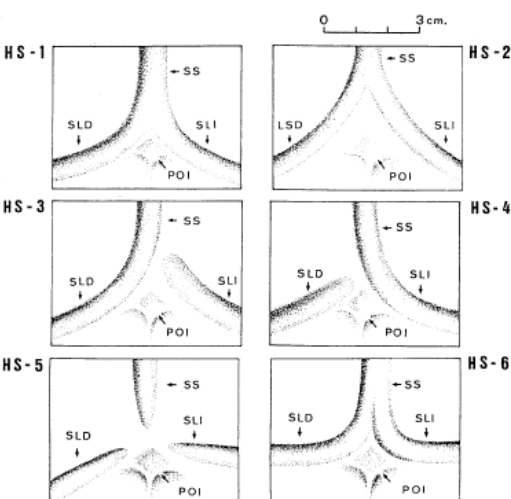 0 3 cm.
HS-1 HS-2
SS SS
SLD SLI LSD SLI
POI POI
HS-3 HS-4
SS SS
SLD SLI SLD SLI
POI POI
HS-5 HS-6
SS SS
SLD SLI SLD SLI
POI POI